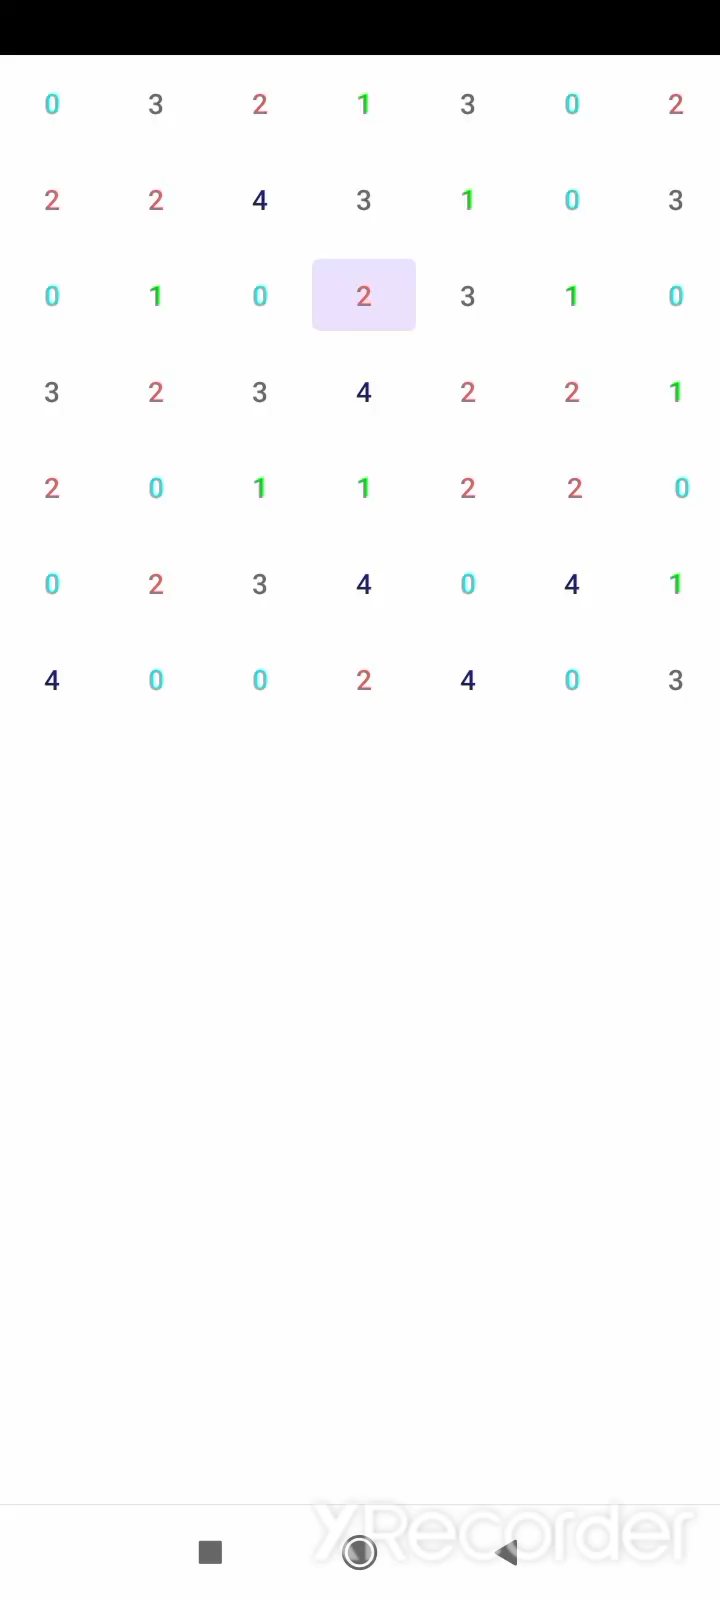 0 3 2 1 3 0 2
2 2 4 3 1 0 3
0 1 0 2 3 1 0
3 2 3 4 2 2 1
2 0 1 1 2 2 0
0 2 3 4 0 4 1
4 0 0 2 4 0 3
XRecorder